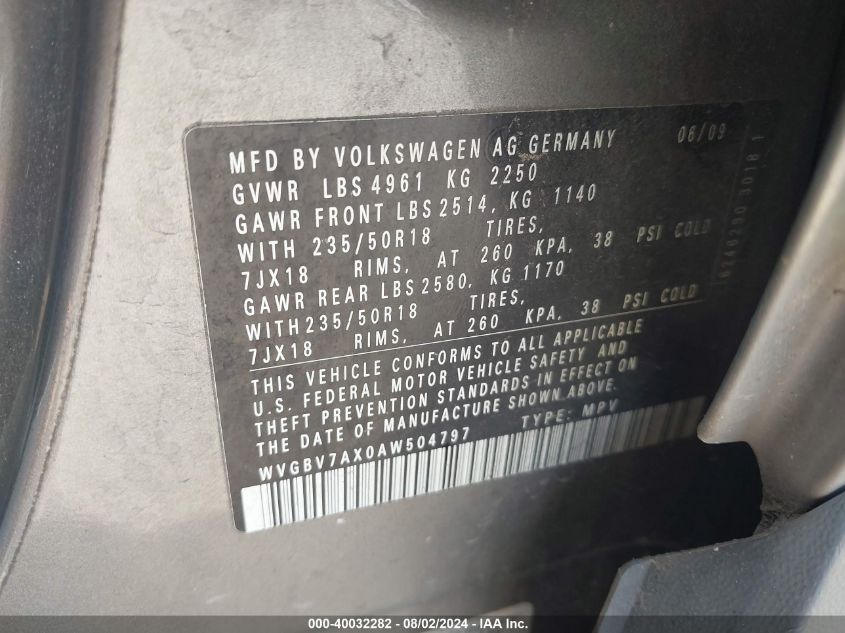 MFD BY VOLKSWAGEN AG GERMANY 06/09
GVWR LBS 4961 KG 2250
GAWR FRONT LBS 2514, KG 1140
WITH 235/50R18 TIRES,
7JX18 RIMS, AT 260 KPA, 38 PSI COLD
GAWR REAR LBS 2580, KG 1170
WITH235/50R18 TIRES,
7JX18 RIMS, AT 260 KPA, 38 PSI COLD
THIS VEHICLE CONFORMS TO ALL APPLICABLE
U.S. FEDERAL MOTOR VEHICLE SAFETY AND
THEFT PREVENTION STANDARDS IN EFFECT ON
THE DATE OF MANUFACTURE SHOWN ABOVE.
WVGBV7AX0AW504797 TYPE: MPV
000-40032282 - 08/02/2024 - IAA Inc.